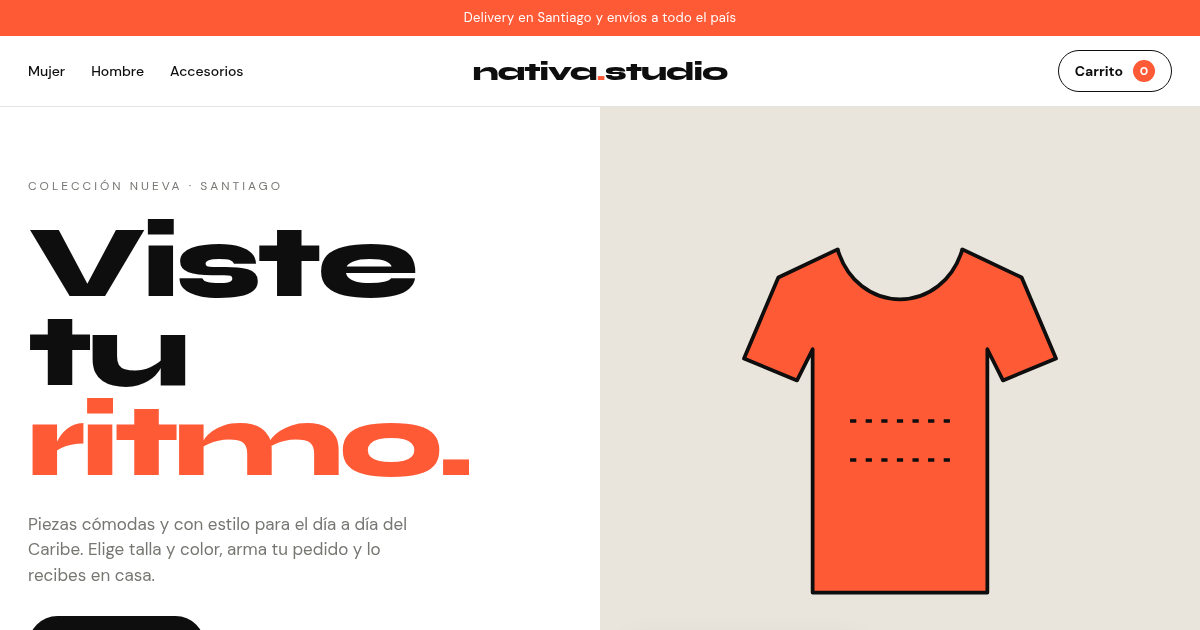 Delivery en Santiago y envíos a todo el país
Mujer Hombre Accesorios
nativa.studio
Carrito 0
COLECCIÓN NUEVA · SANTIAGO
Viste
tu
ritmo.
Piezas cómodas y con estilo para el día a día del
Caribe. Elige talla y color, arma tu pedido y lo
recibes en casa.